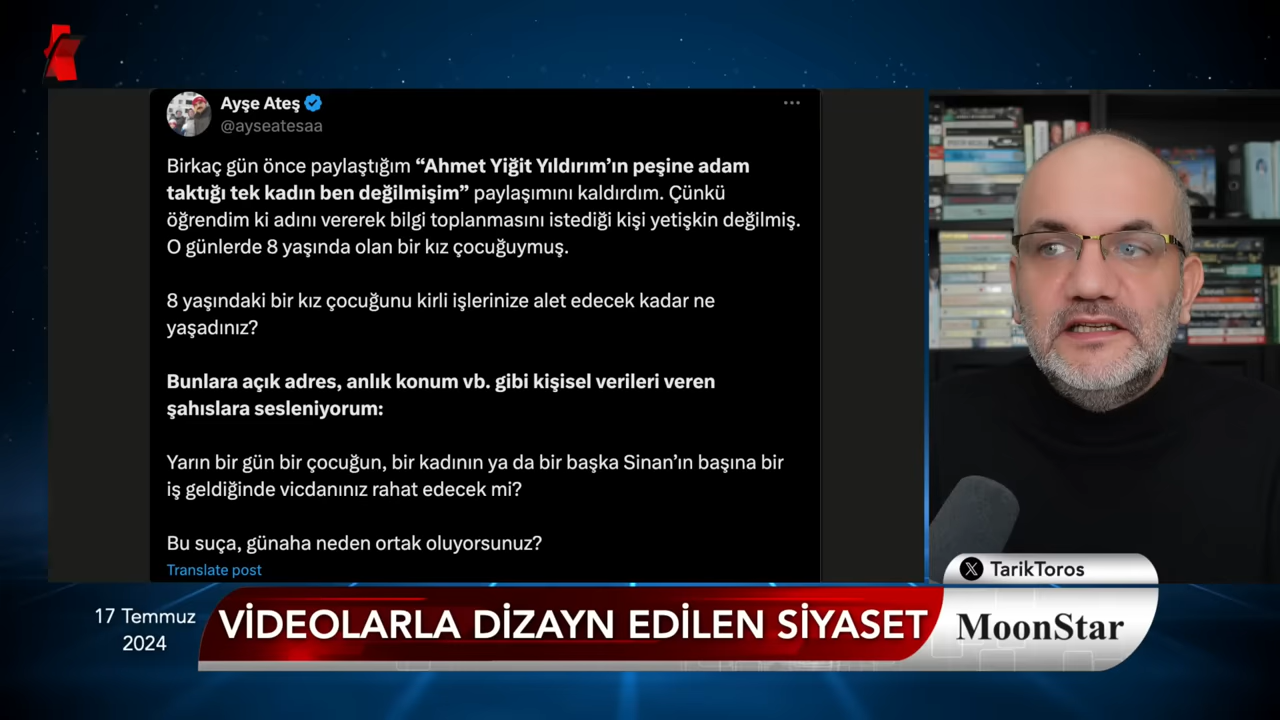 Ayşe Ateş
@ayseatesaa
Birkaç gün önce paylaştığım “Ahmet Yiğit Yıldırım’ın peşine adam
taktığı tek kadın ben değilmişim” paylaşımını kaldırdım. Çünkü
öğrendim ki adını vererek bilgi toplanmasını istediği kişi yetişkin değilmiş.
O günlerde 8 yaşında olan bir kız çocuğuymuş.
8 yaşındaki bir kız çocuğunu kirli işlerinize alet edecek kadar ne
yaşadınız?
Bunlara açık adres, anlık konum vb. gibi kişisel verileri veren
şahıslara sesleniyorum:
Yarın bir gün bir çocuğun, bir kadının ya da bir başka Sinan’ın başına bir
iş geldiğinde vicdanınız rahat edecek mi?
Bu suça, günaha neden ortak oluyorsunuz?
Translate post
TarikToros
17 Temmuz
2024
VİDEOLARLA DİZAYN EDİLEN SİYASET
MoonStar